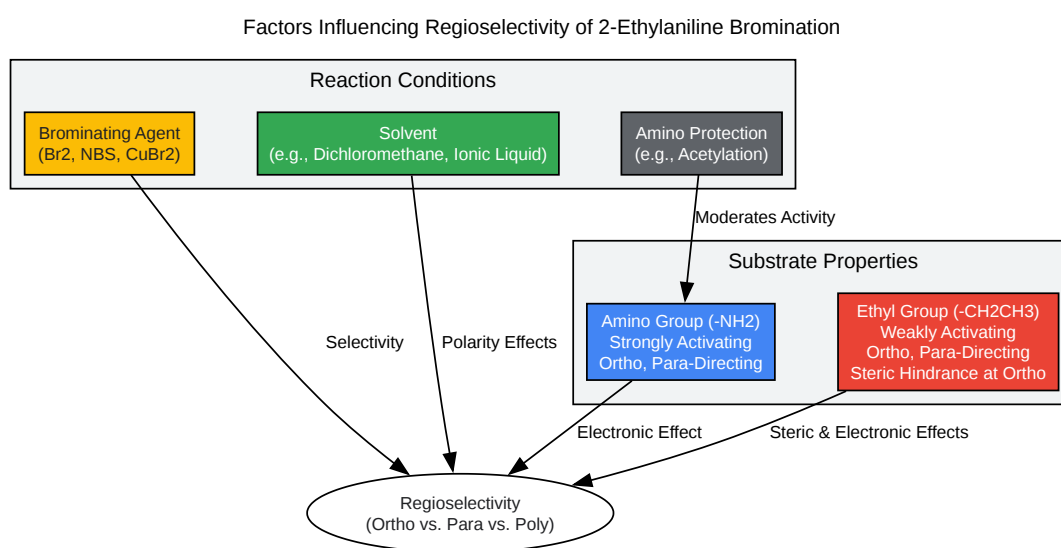 Factors Influencing Regioselectivity of 2-Ethylaniline Bromination
Reaction Conditions
Brominating Agent
(Br2, NBS, CuBr2)
Solvent
(e.g., Dichloromethane, Ionic Liquid)
Amino Protection
(e.g., Acetylation)
Moderates Activity
Substrate Properties
Amino Group (-NH2)
Strongly Activating
Ortho, Para-Directing
Ethyl Group (-CH2CH3)
Weakly Activating
Ortho, Para-Directing
Steric Hindrance at Ortho
Selectivity
Polarity Effects
Electronic Effect
Steric & Electronic Effects
Regioselectivity
(Ortho vs. Para vs. Poly)